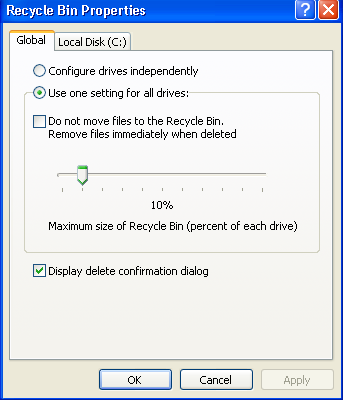 Recycle Bin Properties
Global
Local Disk (C:)
Configure drives independently
Use one setting for all drives:
Do not move files to the Recycle Bin.
Remove files immediately when deleted
10%
Maximum size of Recycle Bin (percent of each drive)
Display delete confirmation dialog
OK
Cancel
Apply